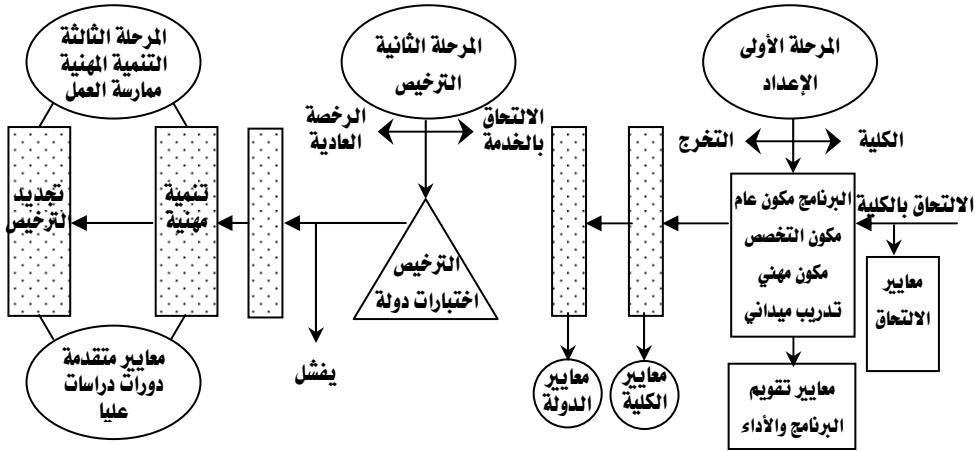 المرحلة الأولى
الإعداد
الكلية
التخرج
الالتحاق بالكلية
معايير
الالتحاق
البرنامج مكون عام
مكون التخصص
مكون مهني
تدريب ميداني
معايير تقويم
البرنامج والأداء
معايير
الكلية
معايير
الدولة
المرحلة الثانية
الترخيص
الالتحاق
بالخدمة
الرخصة
العادية
الترخيص
اختبارات دولة
يفشل
المرحلة الثالثة
التنمية المهنية
ممارسة العمل
تنمية
مهنية
تجديد
الترخيص
معايير متقدمة
دورات دراسات
عليا